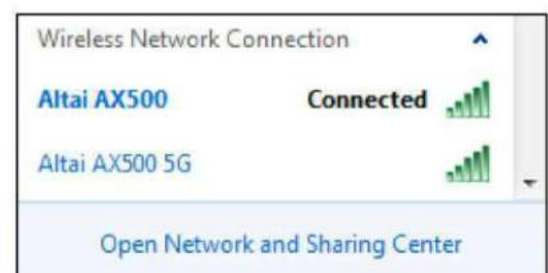 Wireless Network Connection
Altai AX500 Connected
Altai AX500 5G
Open Network and Sharing Center